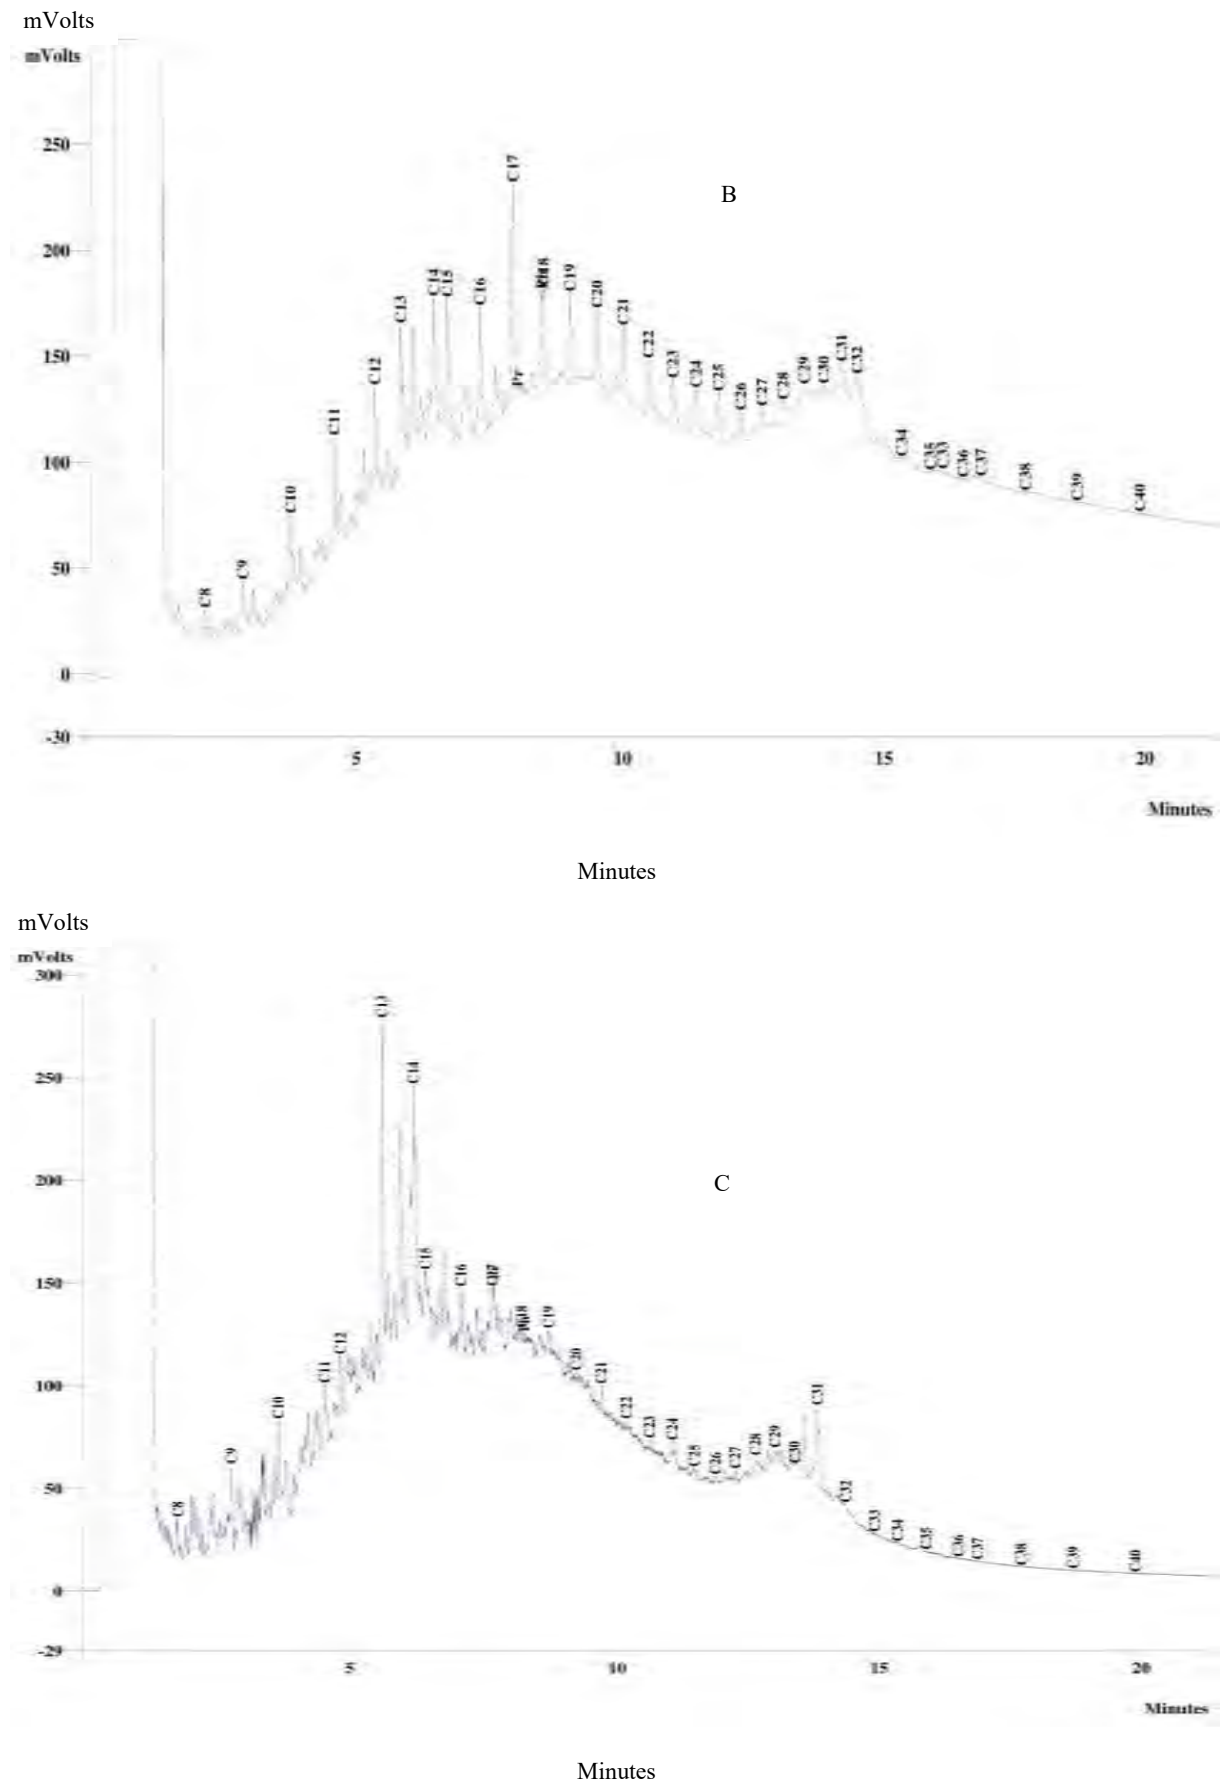 mVolts
mVolts
250
200
150
100
50
0
-30
C8
C9
C10
C11
C12
C13
C14
C15
C16
C17
Pr
C19
C20
C21
C22
C23
C24
C25
C26
C27
C28
C29
C30
C31
C32
C34
C35
C33
C36
C37
C38
C39
C40
B
5 10 15 20
Minutes
Minutes
mVolts
mVolts
300
250
200
150
100
50
0
-29
C8
C9
C10
C11
C12
C13
C14
C15
C16
C19
C20
C21
C22
C23
C24
C25
C26
C27
C28
C29
C30
C31
C32
C33
C34
C35
C36
C37
C38
C39
C40
C
5 10 15 20
Minutes
Minutes